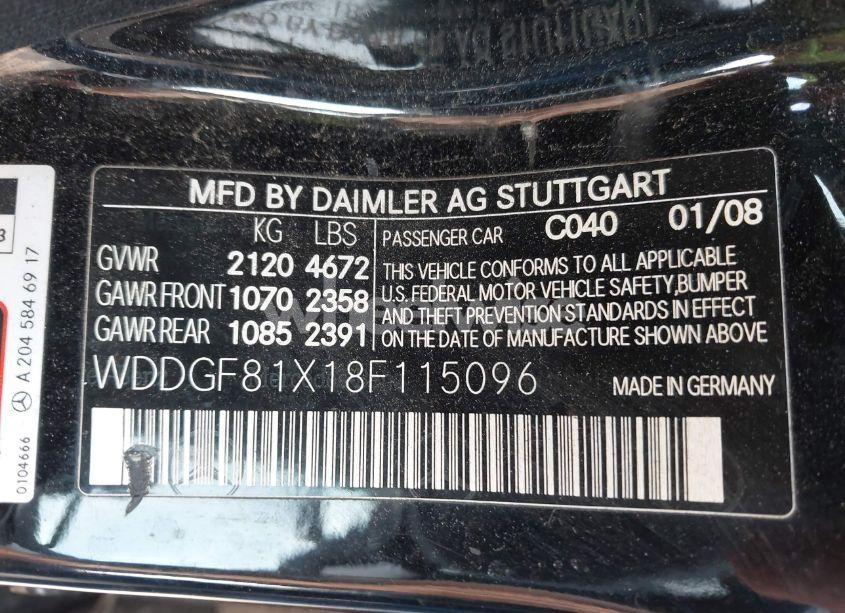 MFD BY DAIMLER AG STUTTGART
KG LBS
GVWR 2120 4672
GAWR FRONT 1070 2358
GAWR REAR 1085 2391
PASSENGER CAR C040 01/08
THIS VEHICLE CONFORMS TO ALL APPLICABLE
U.S. FEDERAL MOTOR VEHICLE SAFETY,BUMPER
AND THEFT PREVENTION STANDARDS IN EFFECT
ON THE DATE OF MANUFACTURE SHOWN ABOVE
WDDGF81X18F115096 MADE IN GERMANY
0104666 A 204 584 69 17
3